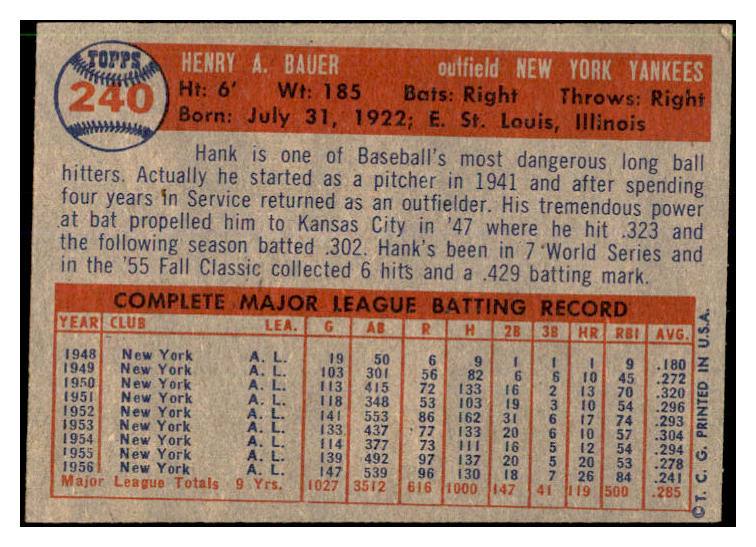 TOPPS
240
HENRY A. BAUER outfield NEW YORK YANKEES
Ht: 6' Wt: 185 Bats: Right Throws: Right
Born: July 31, 1922; E. St. Louis, Illinois
Hank is one of Baseball's most dangerous long ball
hitters. Actually he started as a pitcher in 1941 and after spending
four years in Service returned as an outfielder. His tremendous power
at bat propelled him to Kansas City in '47 where he hit .323 and
the following season batted .302. Hank's been in 7 World Series and
in the '55 Fall Classic collected 6 hits and a .429 batting mark.
COMPLETE MAJOR LEAGUE BATTING RECORD
YEAR CLUB LEA. G AB R H 2B 3B HR RBI AVG.
1948 New York A. L. 19 50 6 9 1 1 1 9 .180
1949 New York A. L. 103 301 56 82 6 6 10 45 .272
1950 New York A. L. 113 415 72 133 16 2 13 70 .320
1951 New York A. L. 118 348 53 103 19 3 10 54 .296
1952 New York A. L. 141 553 86 162 31 6 17 74 .293
1953 New York A. L. 133 437 77 133 20 6 10 57 .304
1954 New York A. L. 114 377 73 111 16 5 12 54 .294
1955 New York A. L. 139 492 97 137 20 5 20 53 .278
1956 New York A. L. 147 539 96 130 18 7 26 84 .241
Major League Totals 9 Yrs. 1027 3512 616 1000 147 41 119 500 .285
© T. C. G. PRINTED IN U.S.A.